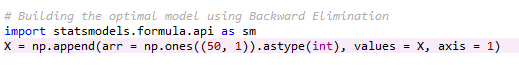 # Building the optimal model using Backward Elimination
import statsmodels.formula.api as sm
X = np.append(arr = np.ones((50, 1)).astype(int), values = X, axis = 1)